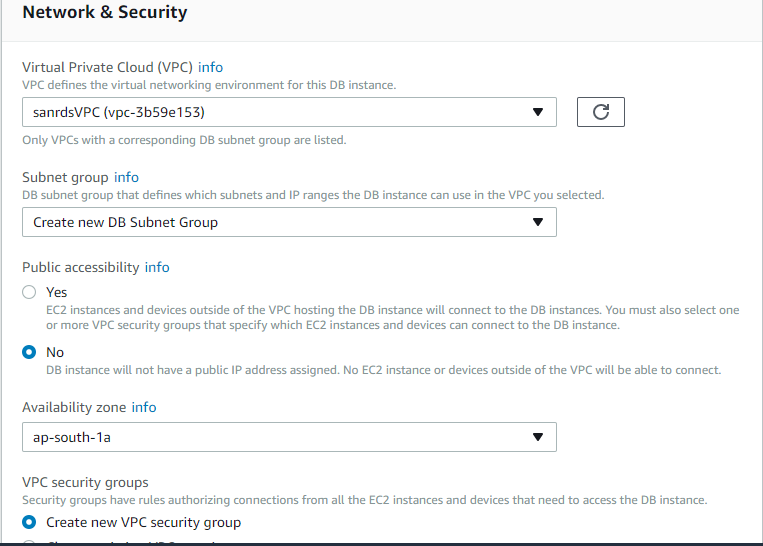 Network & Security
Virtual Private Cloud (VPC) info
VPC defines the virtual networking environment for this DB instance.
sanrdsVPC (vpc-3b59e153)
Only VPCs with a corresponding DB subnet group are listed.
Subnet group info
DB subnet group that defines which subnets and IP ranges the DB instance can use in the VPC you selected.
Create new DB Subnet Group
Public accessibility info
Yes
EC2 instances and devices outside of the VPC hosting the DB instance will connect to the DB instances. You must also select one
or more VPC security groups that specify which EC2 instances and devices can connect to the DB instance.
No
DB instance will not have a public IP address assigned. No EC2 instance or devices outside of the VPC will be able to connect.
Availability zone info
ap-south-1a
VPC security groups
Security groups have rules authorizing connections from all the EC2 instances and devices that need to access the DB instance.
Create new VPC security group